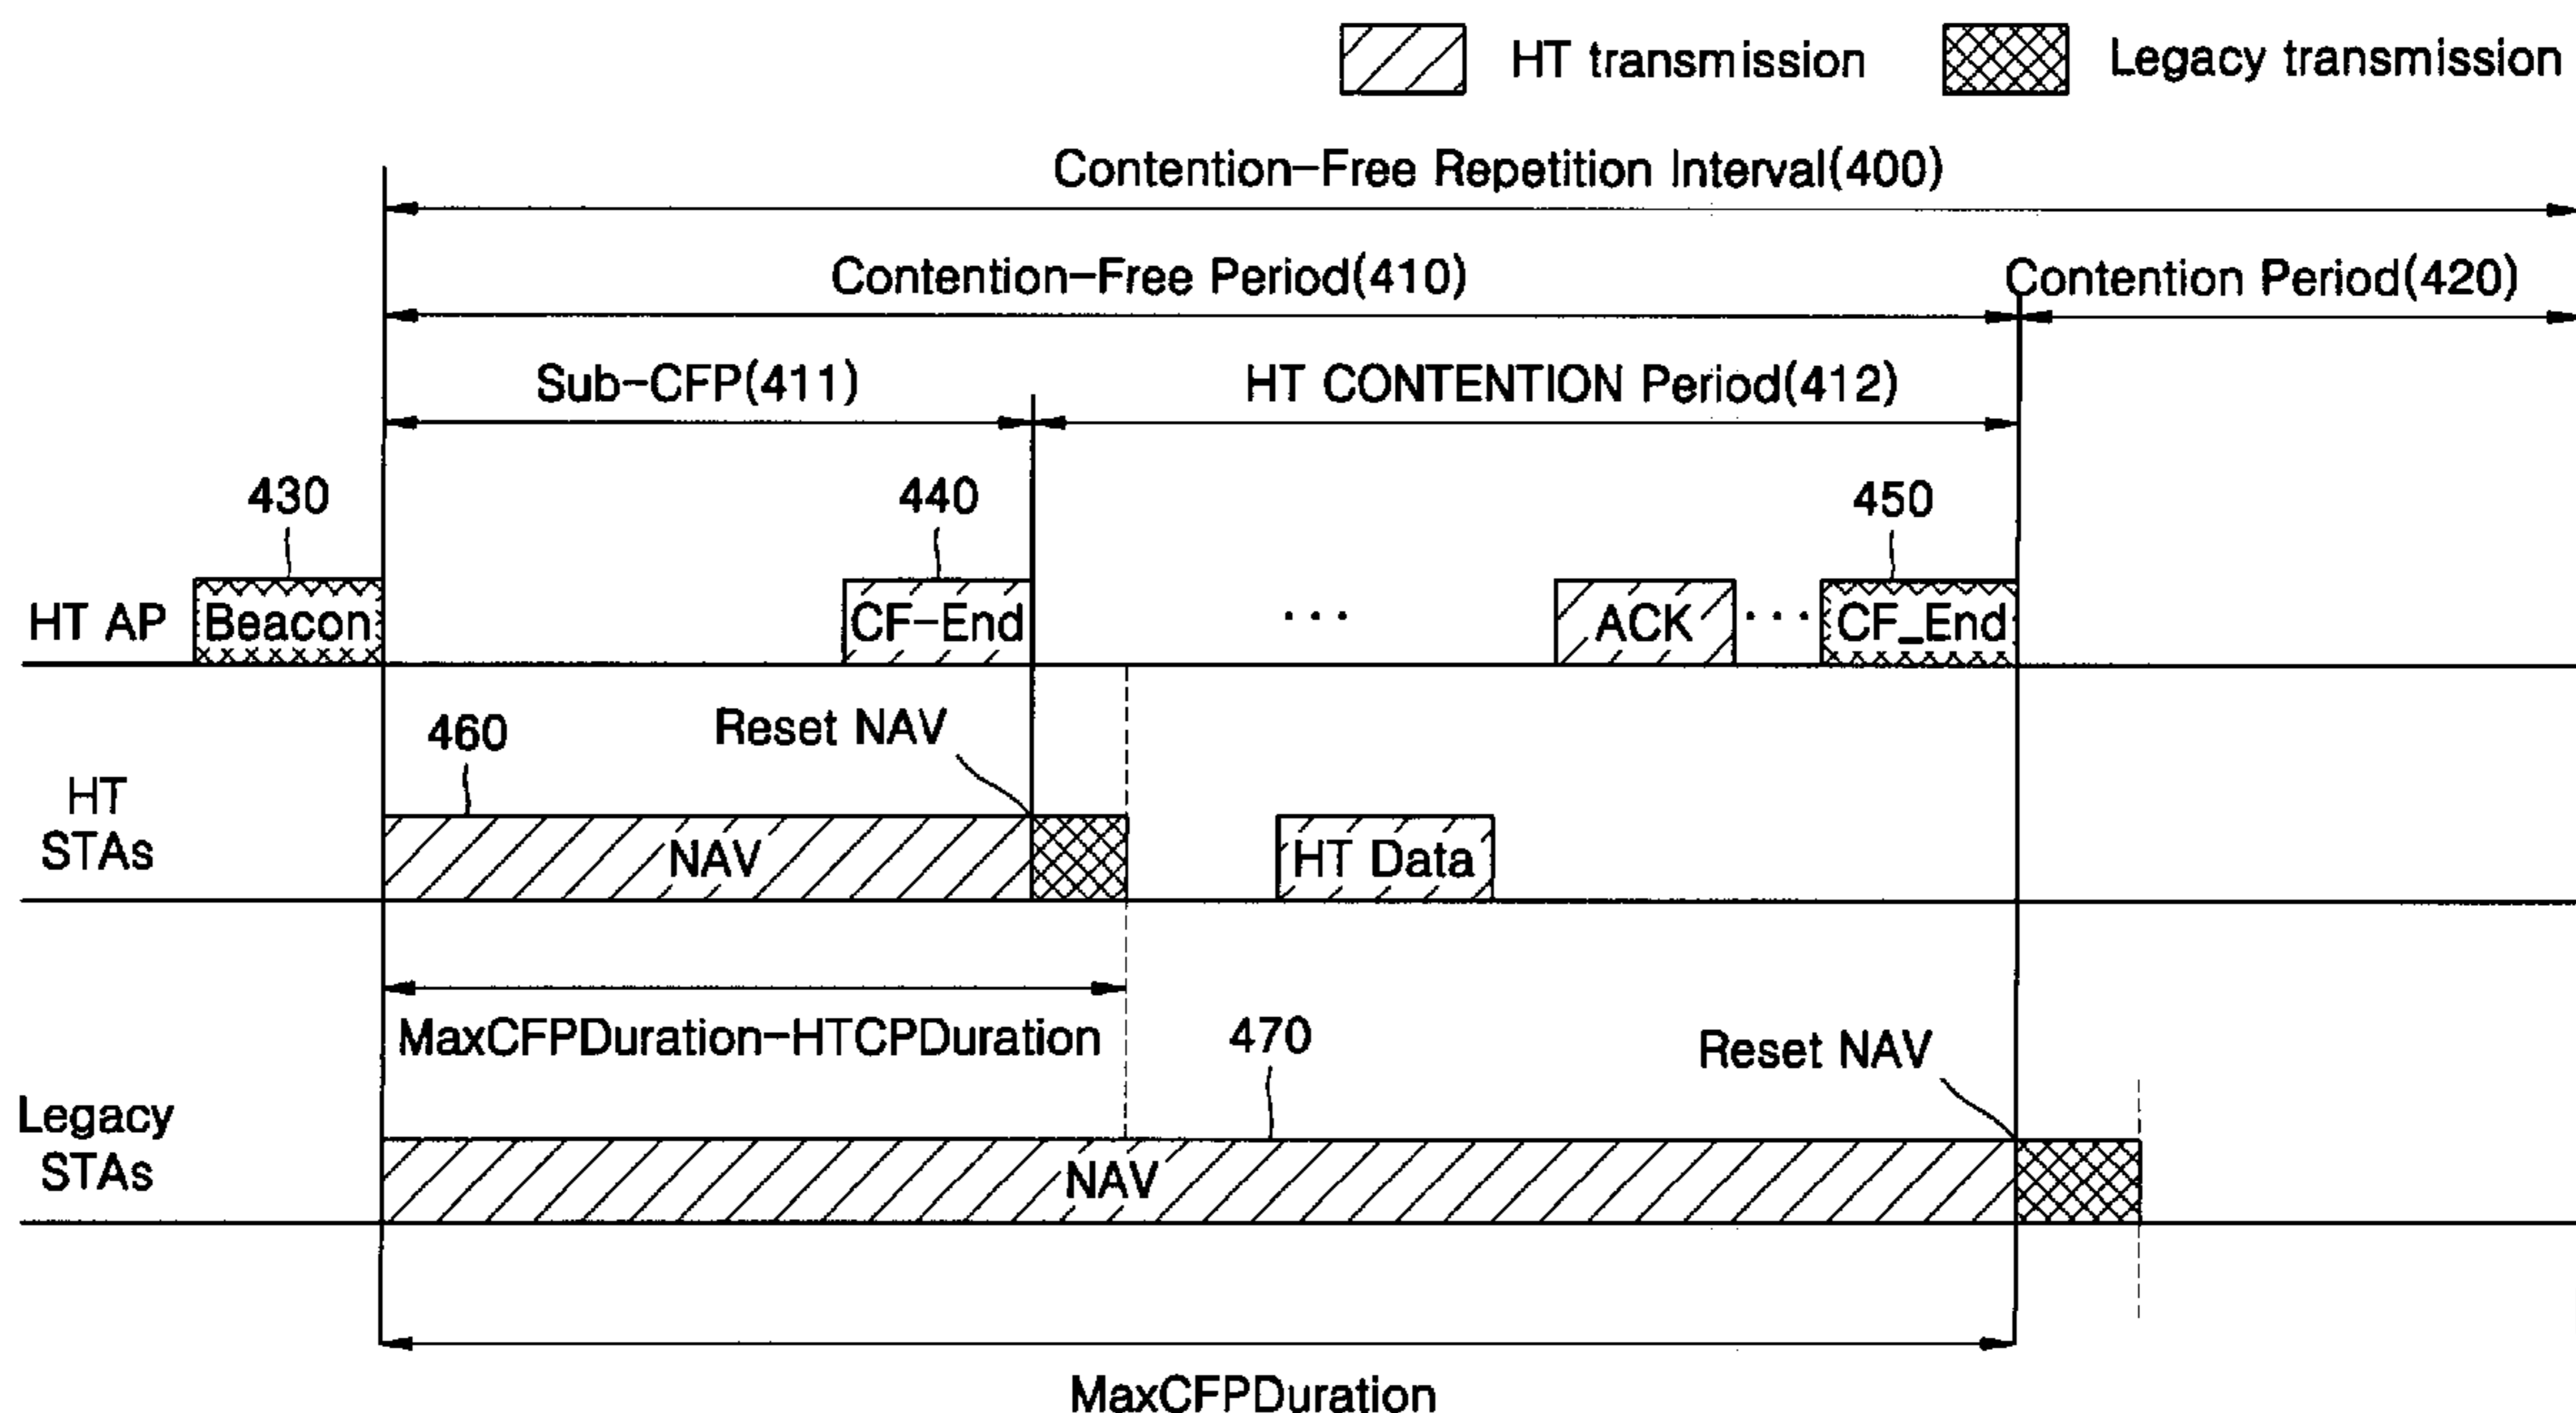 HT transmission
Legacy transmission
Contention-Free Repetition Interval(400)
Contention-Free Period(410)
Contention Period(420)
Sub-CFP(411)
HT CONTENTION Period(412)
430
440
450
HT AP
Beacon
CF-End
...
ACK
...
CF_End
460
Reset NAV
HT
STAs
NAV
HT Data
MaxCFPDuration-HTCPDuration
470
Reset NAV
Legacy
STAs
NAV
MaxCFPDuration